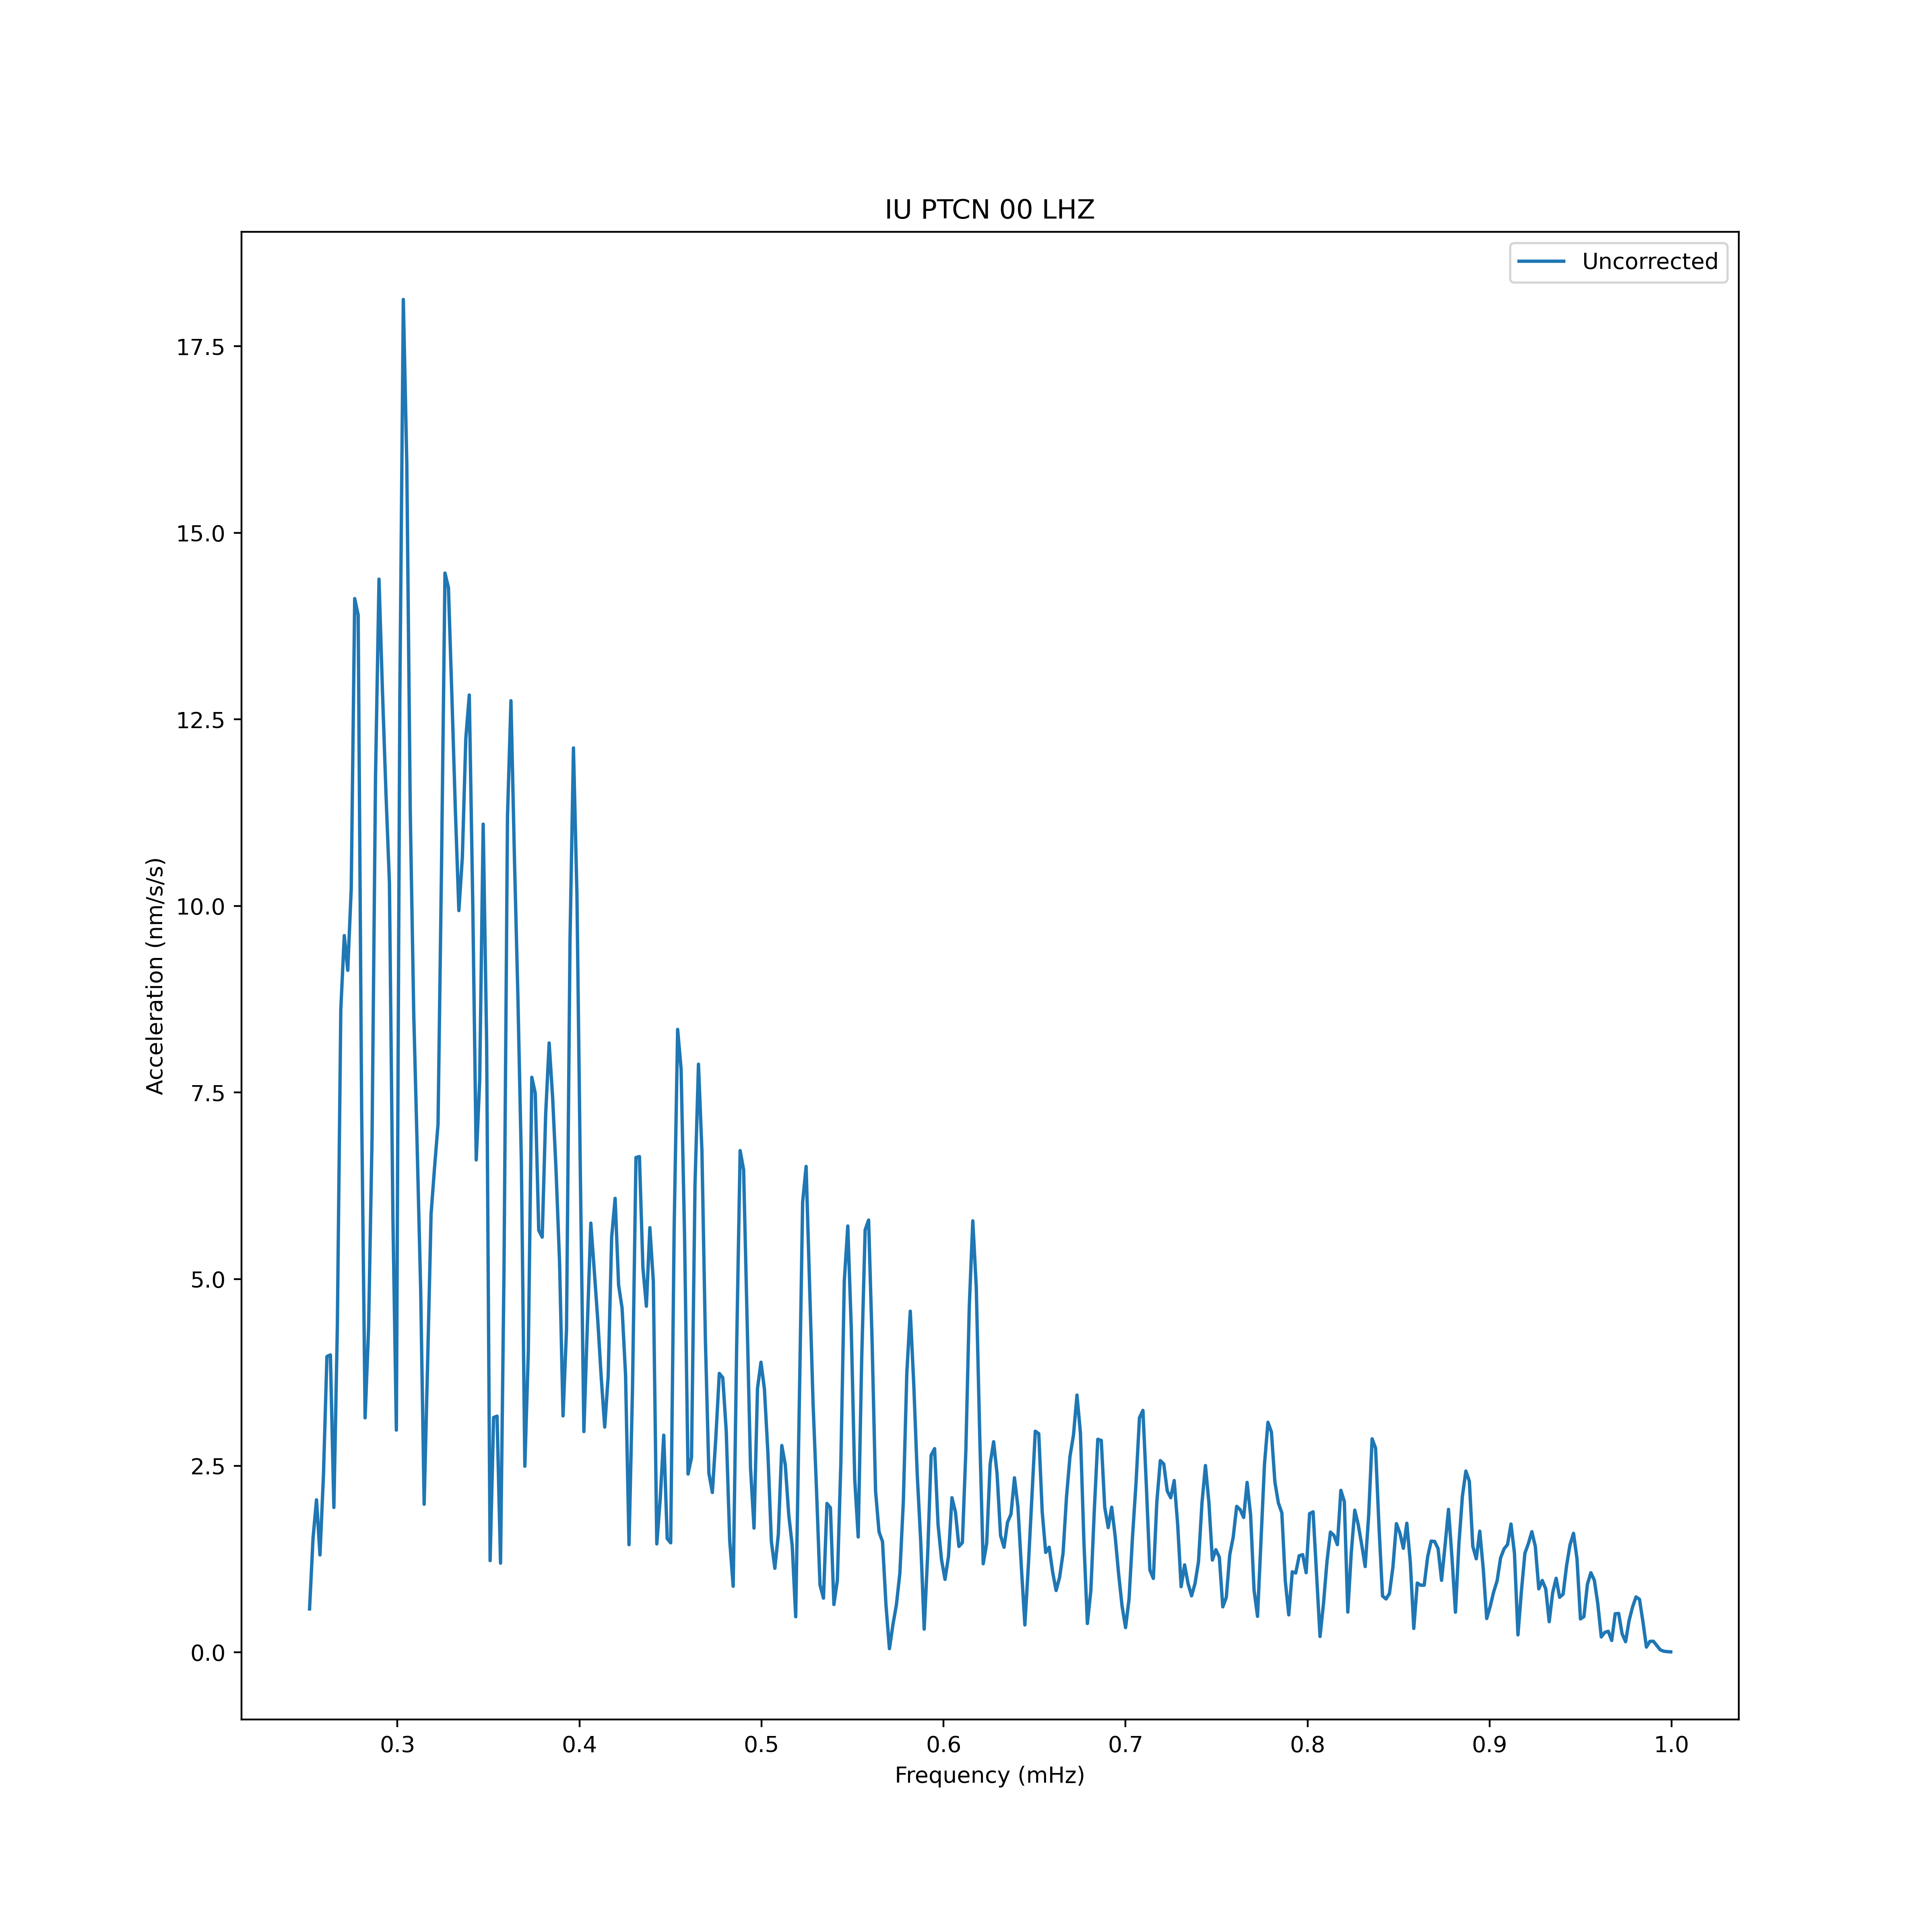 IU PTCN 00 LHZ
Uncorrected
17.5
15.0
12.5
10.0
7.5
5.0
2.5
0.0
Acceleration (nm/s/s)
0.3 0.4 0.5 0.6 0.7 0.8 0.9 1.0
Frequency (mHz)